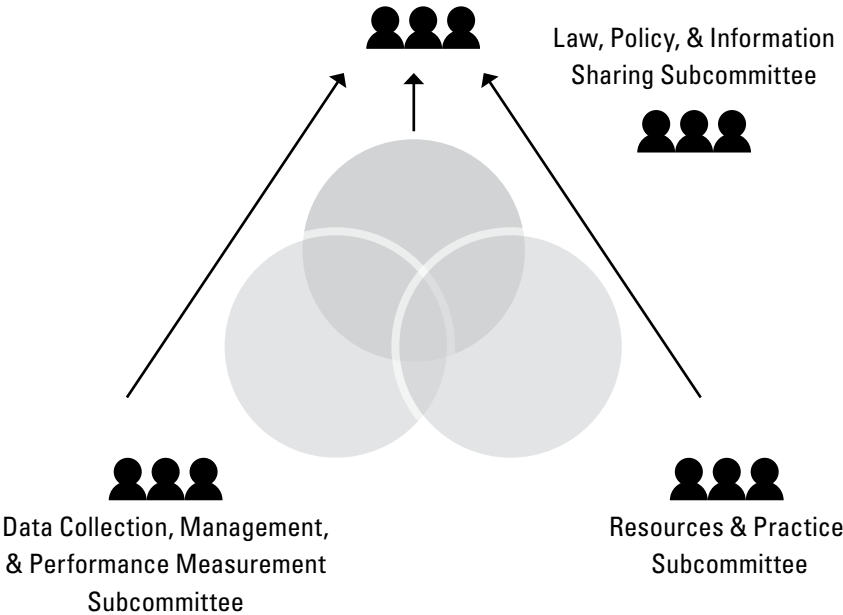 Law, Policy, & Information
Sharing Subcommittee
Data Collection, Management,
& Performance Measurement
Subcommittee
Resources & Practice
Subcommittee